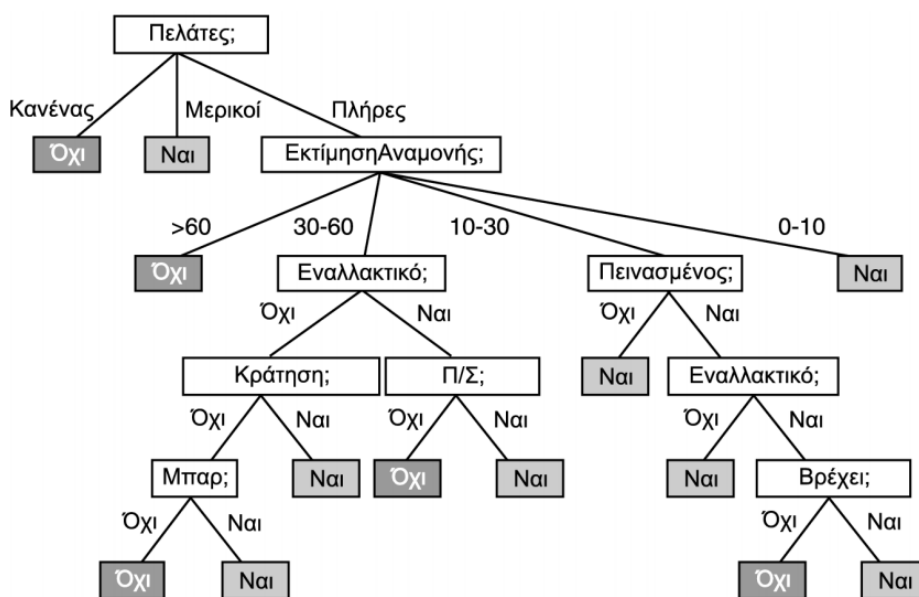 Πελάτες;
Κανένας Μερικοί Πλήρες
Όχι Ναι ΕκτίμησηΑναμονής;
>60 30-60 10-30 0-10
Όχι Εναλλακτικό; Πεινασμένος; Ναι
Όχι Ναι Όχι Ναι
Κράτηση; Π/Σ; Ναι Εναλλακτικό;
Όχι Ναι Όχι Ναι Όχι Ναι
Μπαρ; Ναι Όχι Ναι Ναι Βρέχει;
Όχι Ναι Όχι Ναι
Όχι Ναι Όχι Ναι